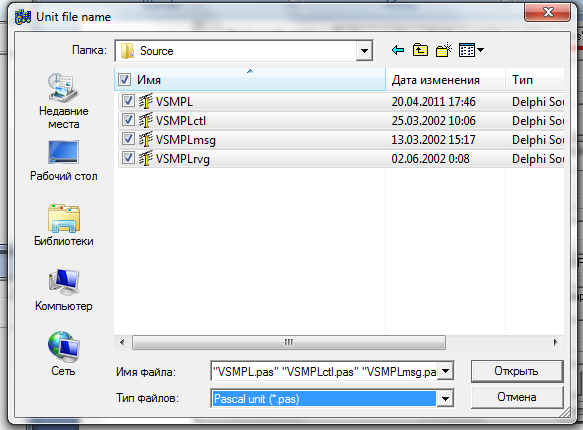 Unit file name
Папка: Source
Имя Дата изменения Тип
VSMPL 20.04.2011 17:46 Delphi Sou
VSMPLctl 25.03.2002 10:06 Delphi Sou
VSMPLmsg 13.03.2002 15:17 Delphi Sou
VSMPLrvg 02.06.2002 0:08 Delphi Sou
Недавние
места
Рабочий стол
Библиотеки
Компьютер
Сеть
Имя файла: "VSMPL.pas" "VSMPLctl.pas" "VSMPLmsg.pa Открыть
Тип файлов: Pascal unit (*.pas) Отмена